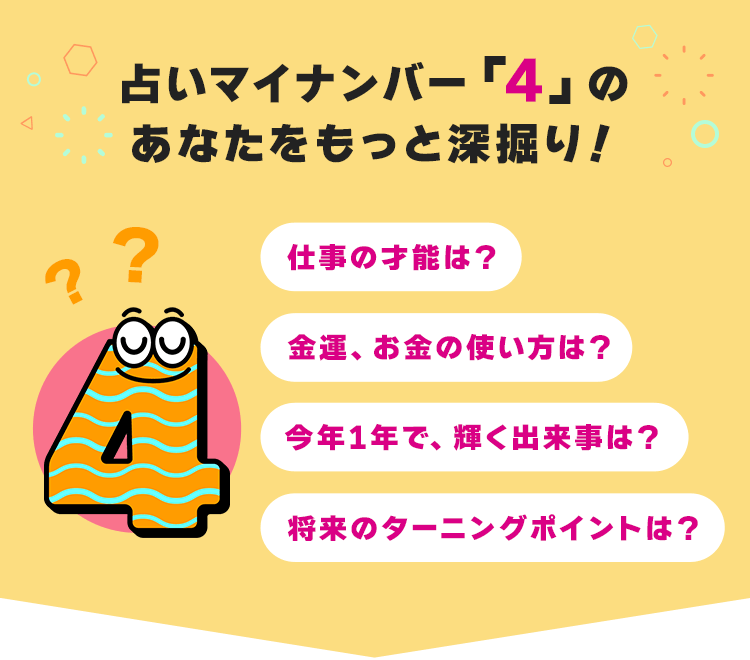 占いマイナンバー「4」の
あなたをもっと深掘り!
? ?
仕事の才能は?
金運、お金の使い方は?
今年1年で、輝く出来事は?
将来のターニングポイントは?
4